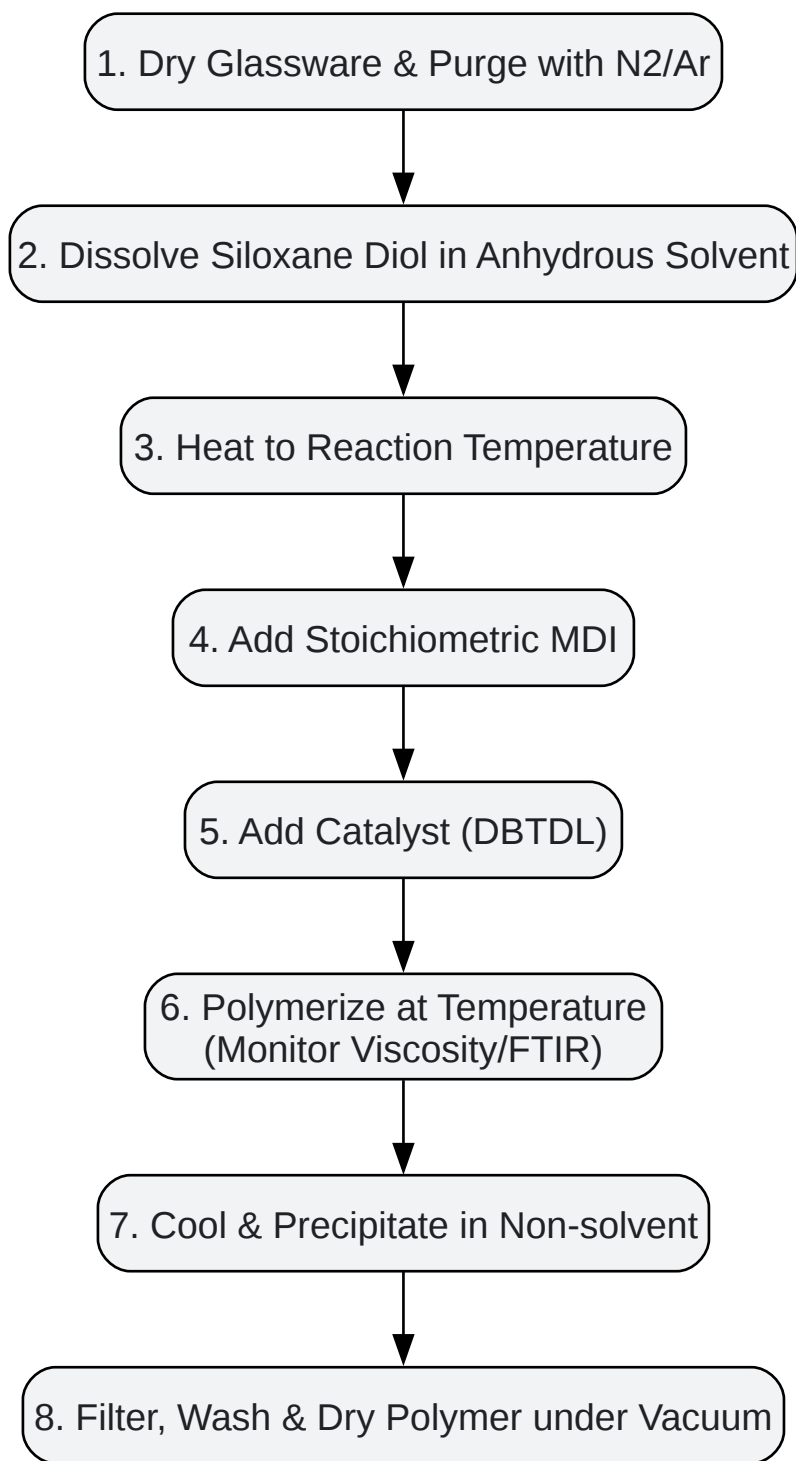 1. Dry Glassware & Purge with N2/Ar
2. Dissolve Siloxane Diol in Anhydrous Solvent
3. Heat to Reaction Temperature
4. Add Stoichiometric MDI
5. Add Catalyst (DBTDL)
6. Polymerize at Temperature
(Monitor Viscosity/FTIR)
7. Cool & Precipitate in Non-solvent
8. Filter, Wash & Dry Polymer under Vacuum